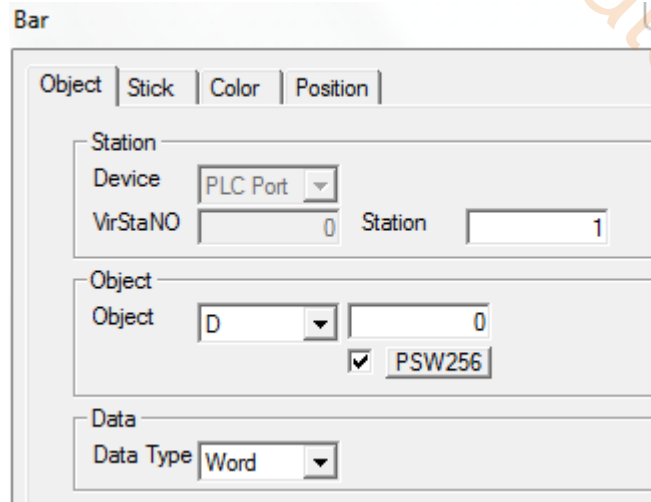 Bar
Object Stick Color Position
Station
Device PLC Port
VirStaNO 0 Station 1
Object
Object D 0
PSW256
Data
Data Type Word